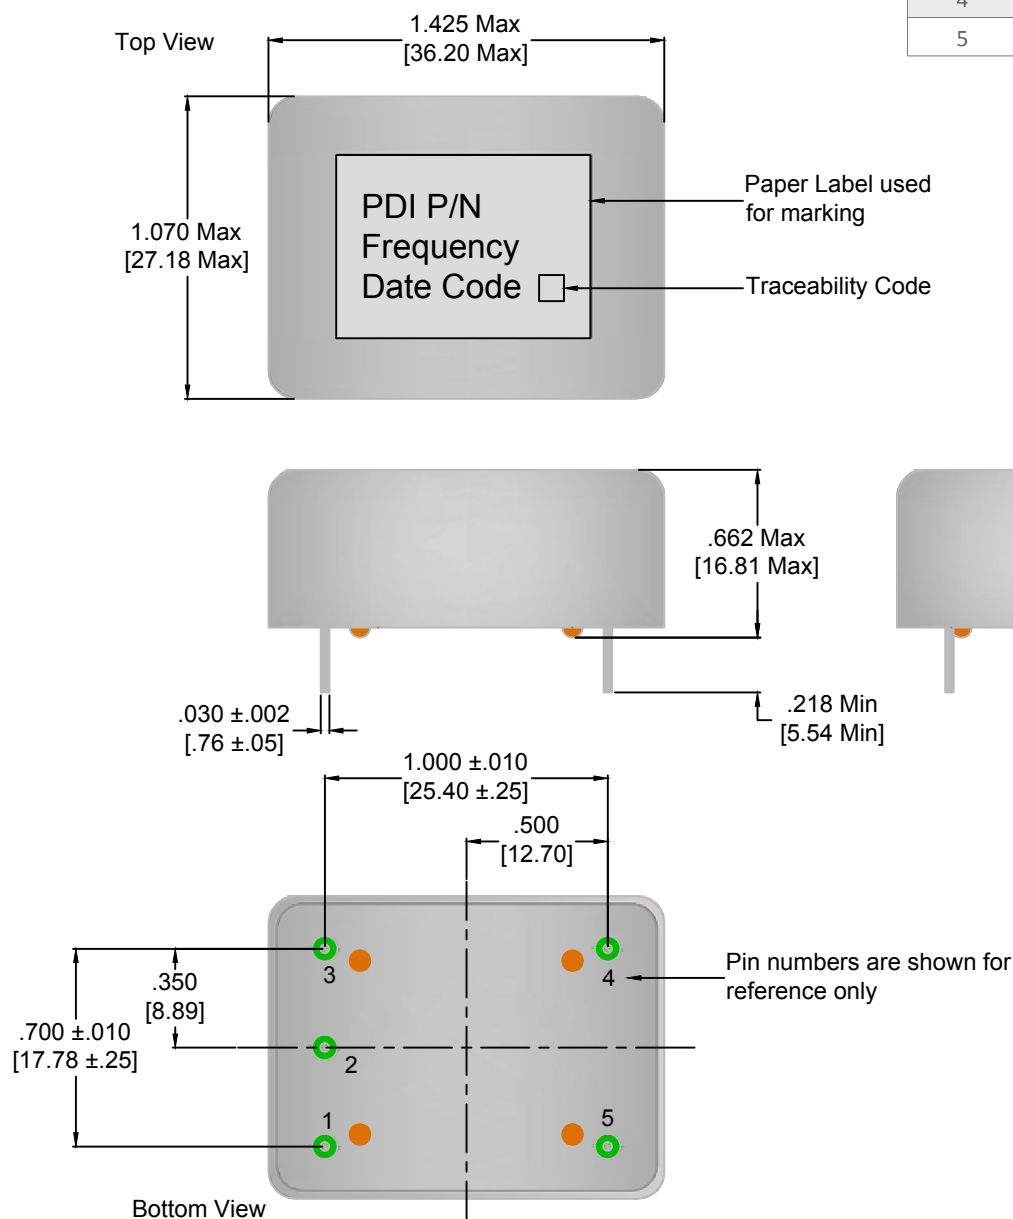 4
5
Top View
1.425 Max
[36.20 Max]
1.070 Max
[27.18 Max]
PDI P/N
Frequency
Date Code
Paper Label used
for marking
Traceability Code
.662 Max
[16.81 Max]
.218 Min
[5.54 Min]
.030 ±.002
[.76 ±.05]
1.000 ±.010
[25.40 ±.25]
.500
[12.70]
3
4
Pin numbers are shown for
reference only
.350
[8.89]
.700 ±.010
[17.78 ±.25]
2
1
5
Bottom View